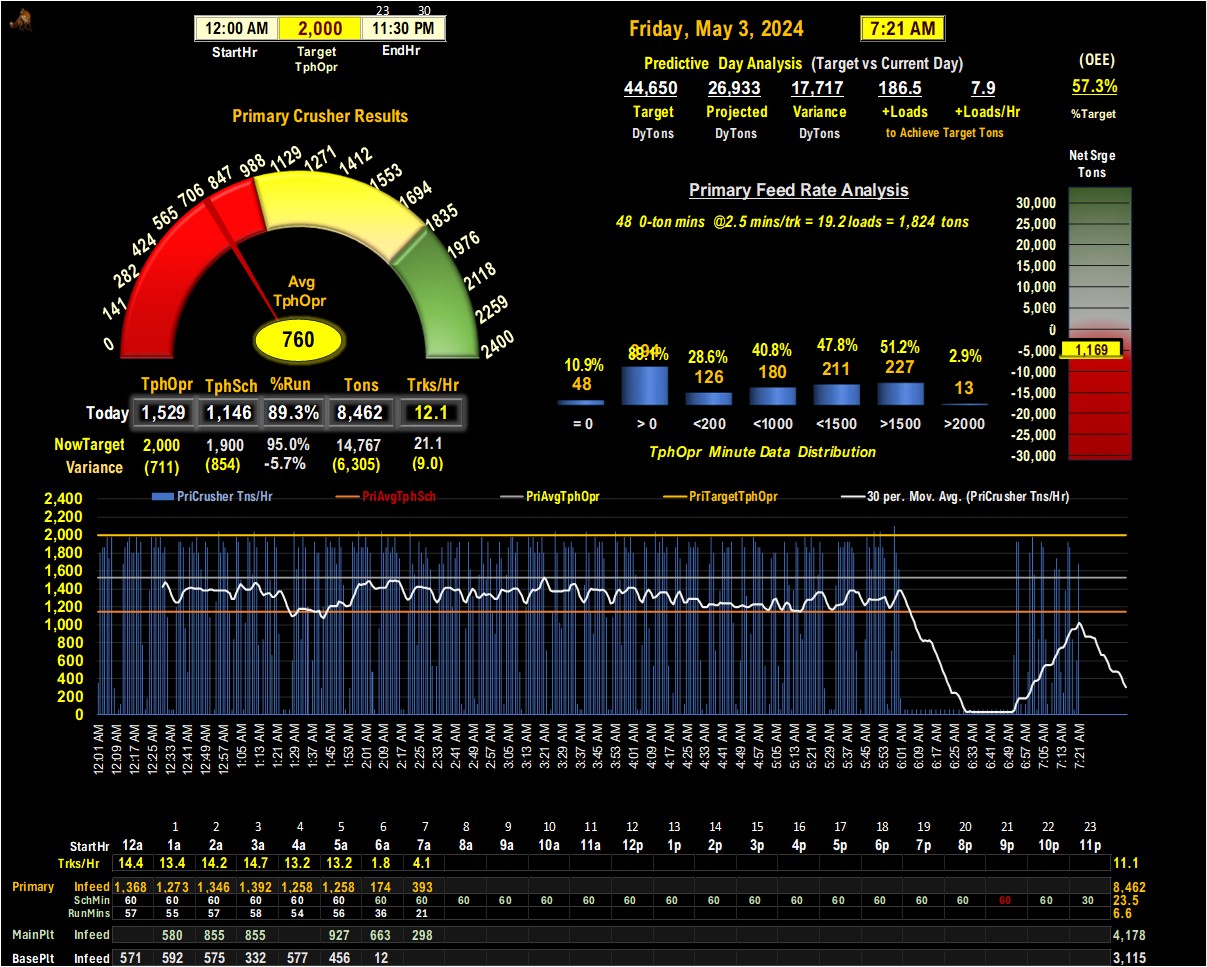 23 30
12:00 AM 2,000 11:30 PM
StartHr Target EndHr
TphOpr
Friday, May 3, 2024 7:21 AM
Predictive Day Analysis (Target vs Current Day)
44,650 26,933 17,717 186.5 7.9
Target Projected Variance +Loads +Loads/Hr
DyTons DyTons DyTons to Achieve Target Tons
(OEE)
57.3%
%Target
Primary Crusher Results
0 141 282 424 565 706 847 988 1129 1271 1412 1553 1694 1835 1976 2118 2259 2400
Avg
TphOpr
760
Primary Feed Rate Analysis
48 0-ton mins @2.5 mins/trk = 19.2 loads = 1,824 tons
Net Srge
Tons
30,000
25,000
20,000
15,000
10,000
5,000
0
-5,000
1,169
-10,000
-15,000
-20,000
-25,000
-30,000
10.9% 89.1% 28.6% 40.8% 47.8% 51.2% 2.9%
48 126 180 211 227 13
= 0 > 0 <200 <1000 <1500 >1500 >2000
TphOpr Minute Data Distribution
TphOpr TphSch %Run Tons Trks/Hr
Today 1,529 1,146 89.3% 8,462 12.1
NowTarget 2,000 1,900 95.0% 14,767 21.1
Variance (711) (854) -5.7% (6,305) (9.0)
PriCrusher Tns/Hr PriAvgTphSch PriAvgTphOpr PriTargetTphOpr 30 per. Mov. Avg. (PriCrusher Tns/Hr)
2,400
2,200
2,000
1,800
1,600
1,400
1,200
1,000
800
600
400
200
0
12:01 AM 12:09 AM 12:17 AM 12:25 AM 12:33 AM 12:41 AM 12:49 AM 12:57 AM 1:05 AM 1:13 AM 1:21 AM 1:29 AM 1:37 AM 1:45 AM 1:53 AM 2:01 AM 2:09 AM 2:17 AM 2:25 AM 2:33 AM 2:41 AM 2:49 AM 2:57 AM 3:05 AM 3:13 AM 3:21 AM 3:29 AM 3:37 AM 3:45 AM 3:53 AM 4:01 AM 4:09 AM 4:17 AM 4:25 AM 4:33 AM 4:41 AM 4:49 AM 4:57 AM 5:05 AM 5:13 AM 5:21 AM 5:29 AM 5:37 AM 5:45 AM 5:53 AM 6:01 AM 6:09 AM 6:17 AM 6:25 AM 6:33 AM 6:41 AM 6:49 AM 6:57 AM 7:05 AM 7:13 AM 7:21 AM
1 2 3 4 5 6 7 8 9 10 11 12 13 14 15 16 17 18 19 20 21 22 23
StartHr 12a 1a 2a 3a 4a 5a 6a 7a 8a 9a 10a 11a 12p 1p 2p 3p 4p 5p 6p 7p 8p 9p 10p 11p
Trks/Hr 14.4 13.4 14.2 14.7 13.2 13.2 1.8 4.1 11.1
Primary Infeed 1,368 1,273 1,346 1,392 1,258 1,258 174 393 8,462
SchMin 60 60 60 60 60 60 60 60 60 60 60 60 60 60 60 60 60 60 60 60 60 60 60 30 23.5
RunMins 57 55 57 58 54 56 36 21 6.6
MainPlt Infeed 580 855 855 927 663 298 4,178
BasePlt Infeed 571 592 575 332 577 456 12 3,115